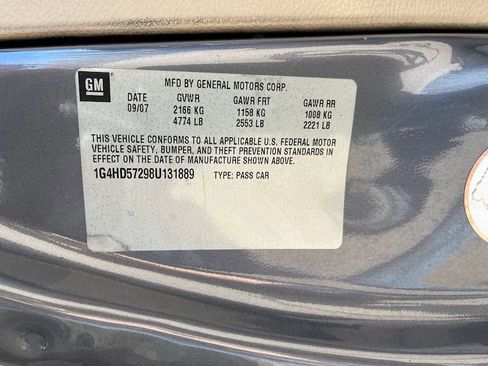 GM
MFD BY GENERAL MOTORS CORP.
DATE GVWR GAWR FRT GAWR RR
09/07 2166 KG 1158 KG 1008 KG
4774 LB 2553 LB 2221 LB
THIS VEHICLE CONFORMS TO ALL APPLICABLE U.S. FEDERAL MOTOR
VEHICLE SAFETY, BUMPER, AND THEFT PREVENTION STANDARDS IN
EFFECT ON THE DATE OF MANUFACTURE SHOWN ABOVE.
1G4HD57298U131889 TYPE: PASS CAR